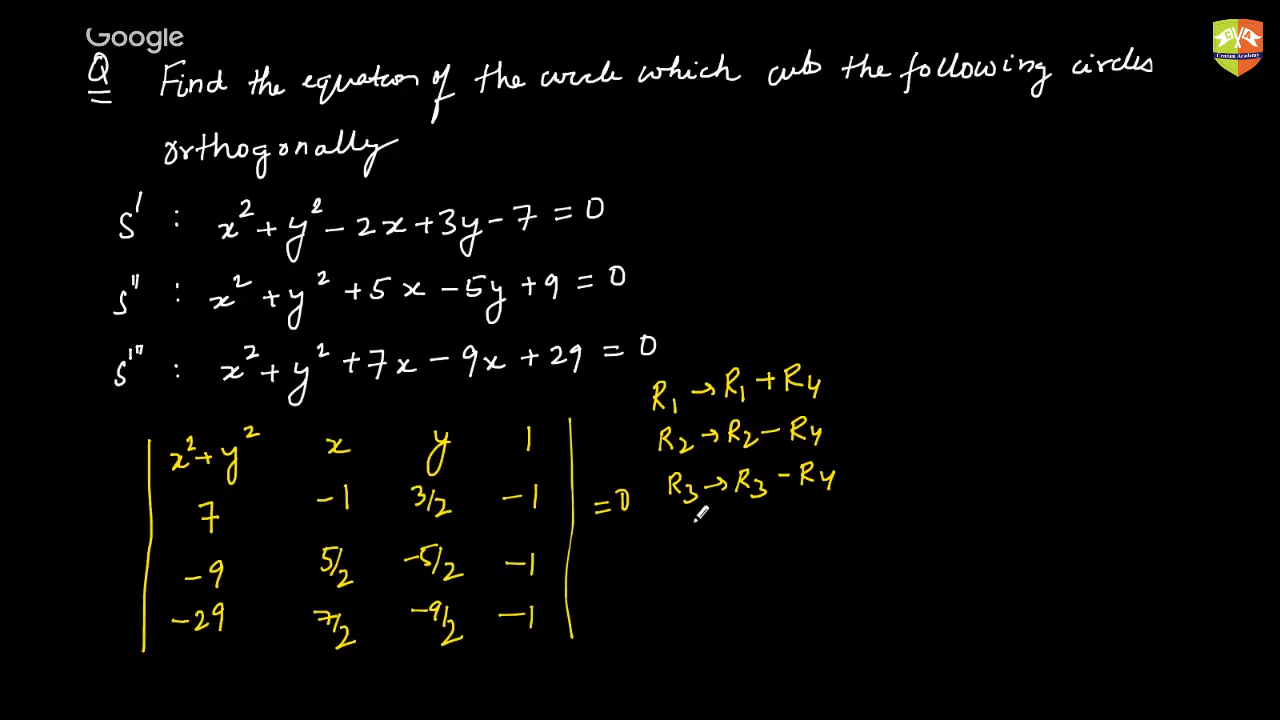 Google
Q Find the equation of the circle which cuts the following circles
orthogonally
S' : x² + y² - 2x + 3y - 7 = 0
S'' : x² + y² + 5x - 5y + 9 = 0
S''' : x² + y² + 7x - 9x + 29 = 0
R₁ → R₁ + R₄
R₂ → R₂ - R₄
R₃ → R₃ - R₄
| x² + y² x y 1 |
| 7 -1 3/2 -1 | = 0
| -9 5/2 -5/2 -1 |
| -29 7/2 -9/2 -1 |
Centum Academy